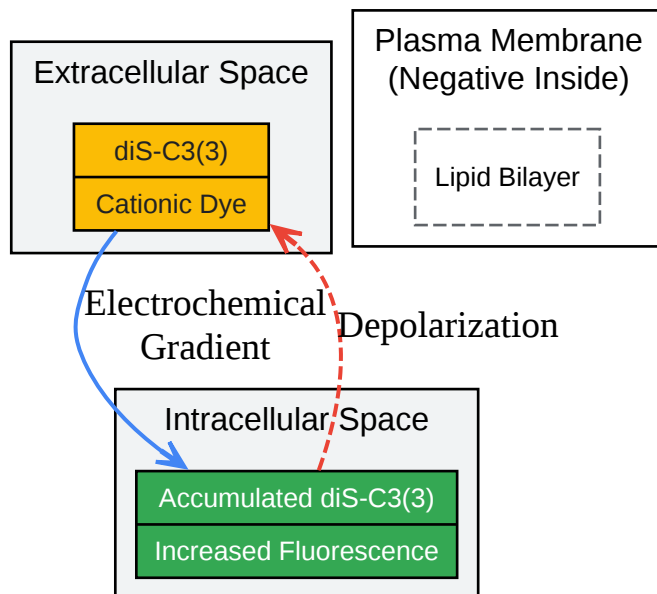 Extracellular Space
diS-C3(3)
Cationic Dye
Plasma Membrane
(Negative Inside)
Lipid Bilayer
Electrochemical
Gradient
Depolarization
Intracellular Space
Accumulated diS-C3(3)
Increased Fluorescence